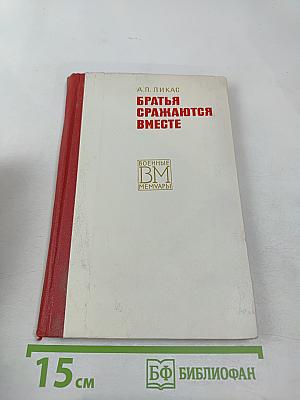 А.П. ЛИКАС
БРАТЬЯ
СРАЖАЮТСЯ
ВМЕСТЕ
ВОЕННЫЕ
ВМ
МЕМУАРЫ
15 см
БФ БИБЛИОФАН